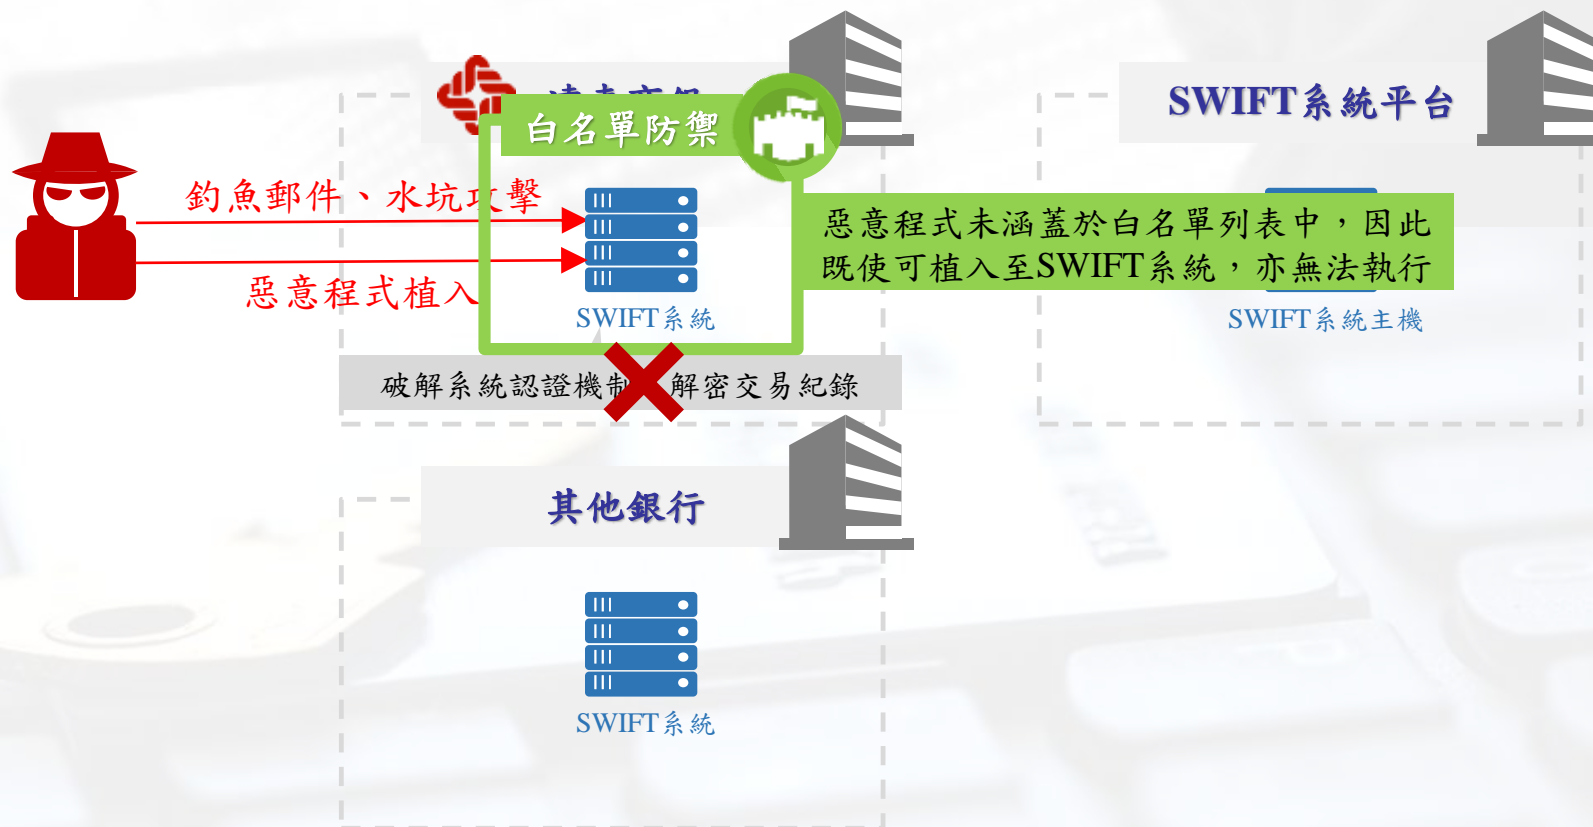 白名單防禦
SWIFT系統平台
釣魚郵件、水坑攻擊
惡意程式植入
SWIFT系統
惡意程式未涵蓋於白名單列表中，因此
既使可植入至SWIFT系統，亦無法執行
SWIFT系統主機
破解系統認證機制 解密交易紀錄
其他銀行
SWIFT系統